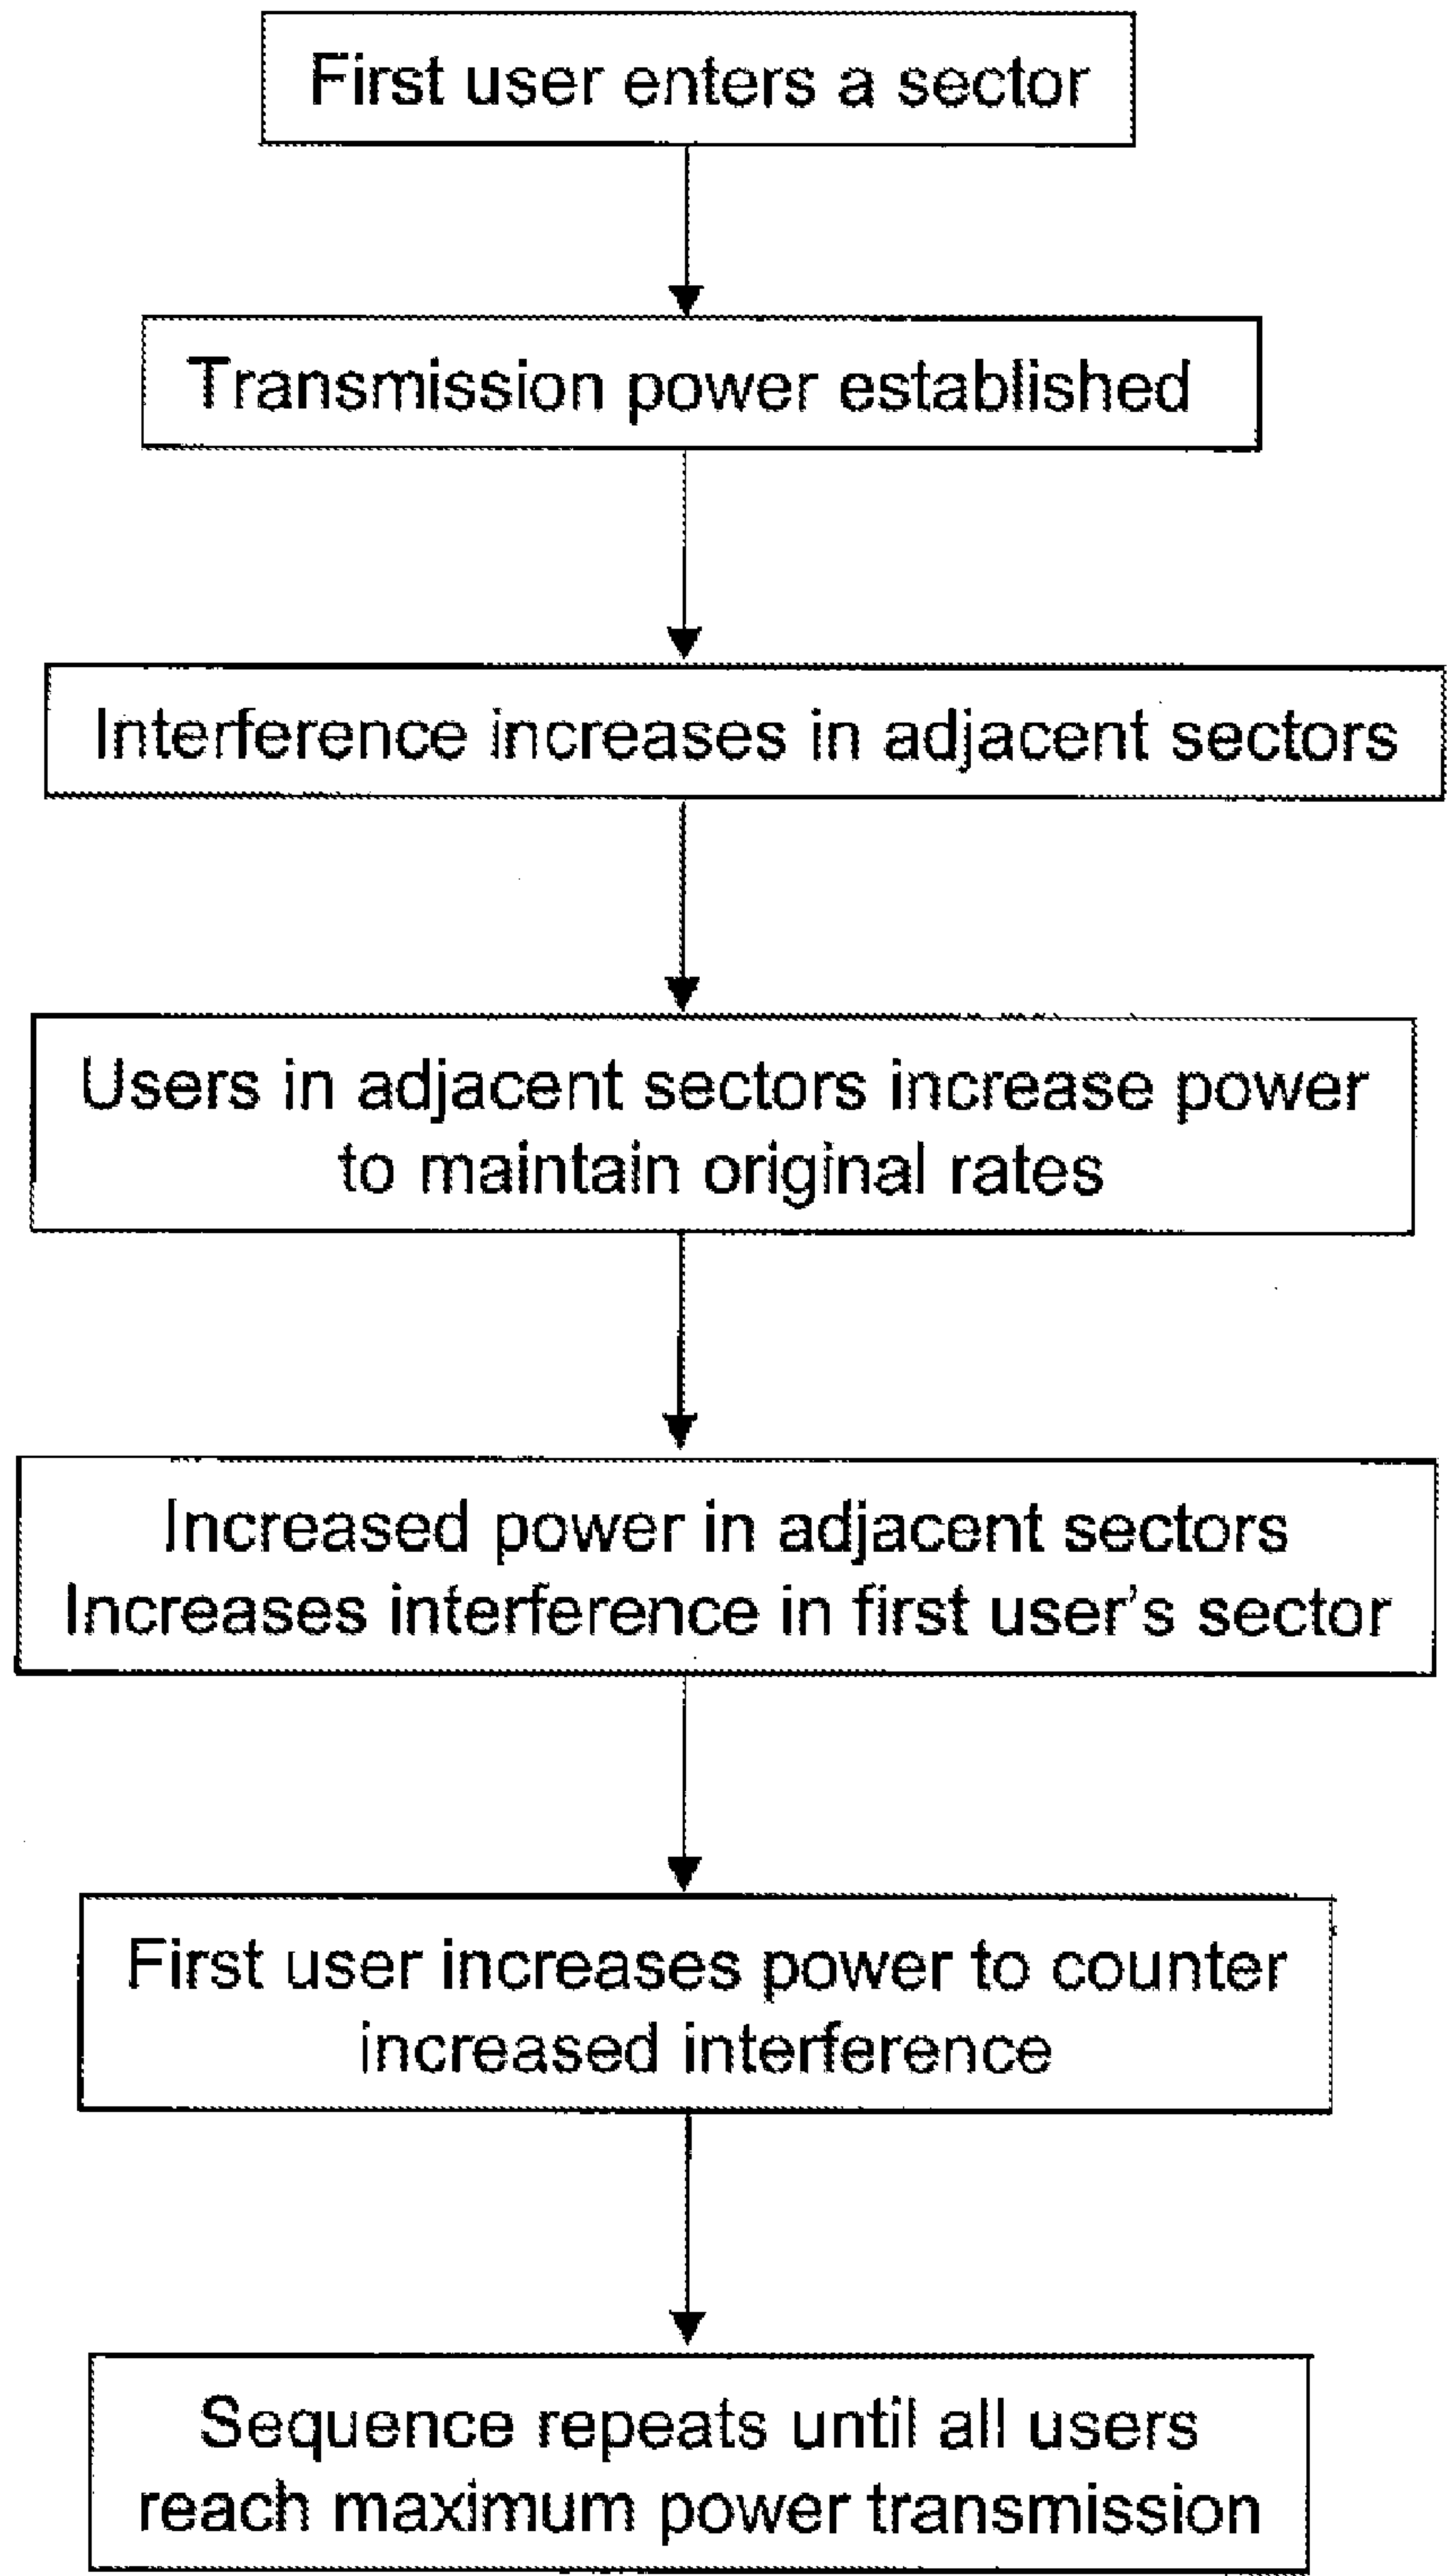 First user enters a sector
Transmission power established
Interference increases in adjacent sectors
Users in adjacent sectors increase power
to maintain original rates
Increased power in adjacent sectors
Increases interference in first user's sector
First user increases power to counter
increased interference
Sequence repeats until all users
reach maximum power transmission